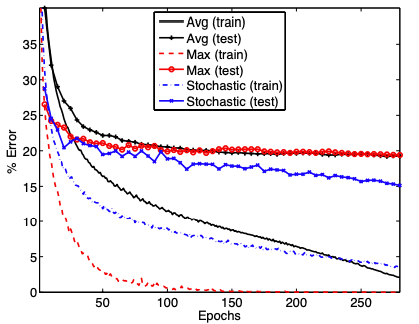 Avg (train)
Avg (test)
Max (train)
Max (test)
Stochastic (train)
Stochastic (test)
% Error
35
30
25
20
15
10
5
0
50
100
150
200
250
Epochs